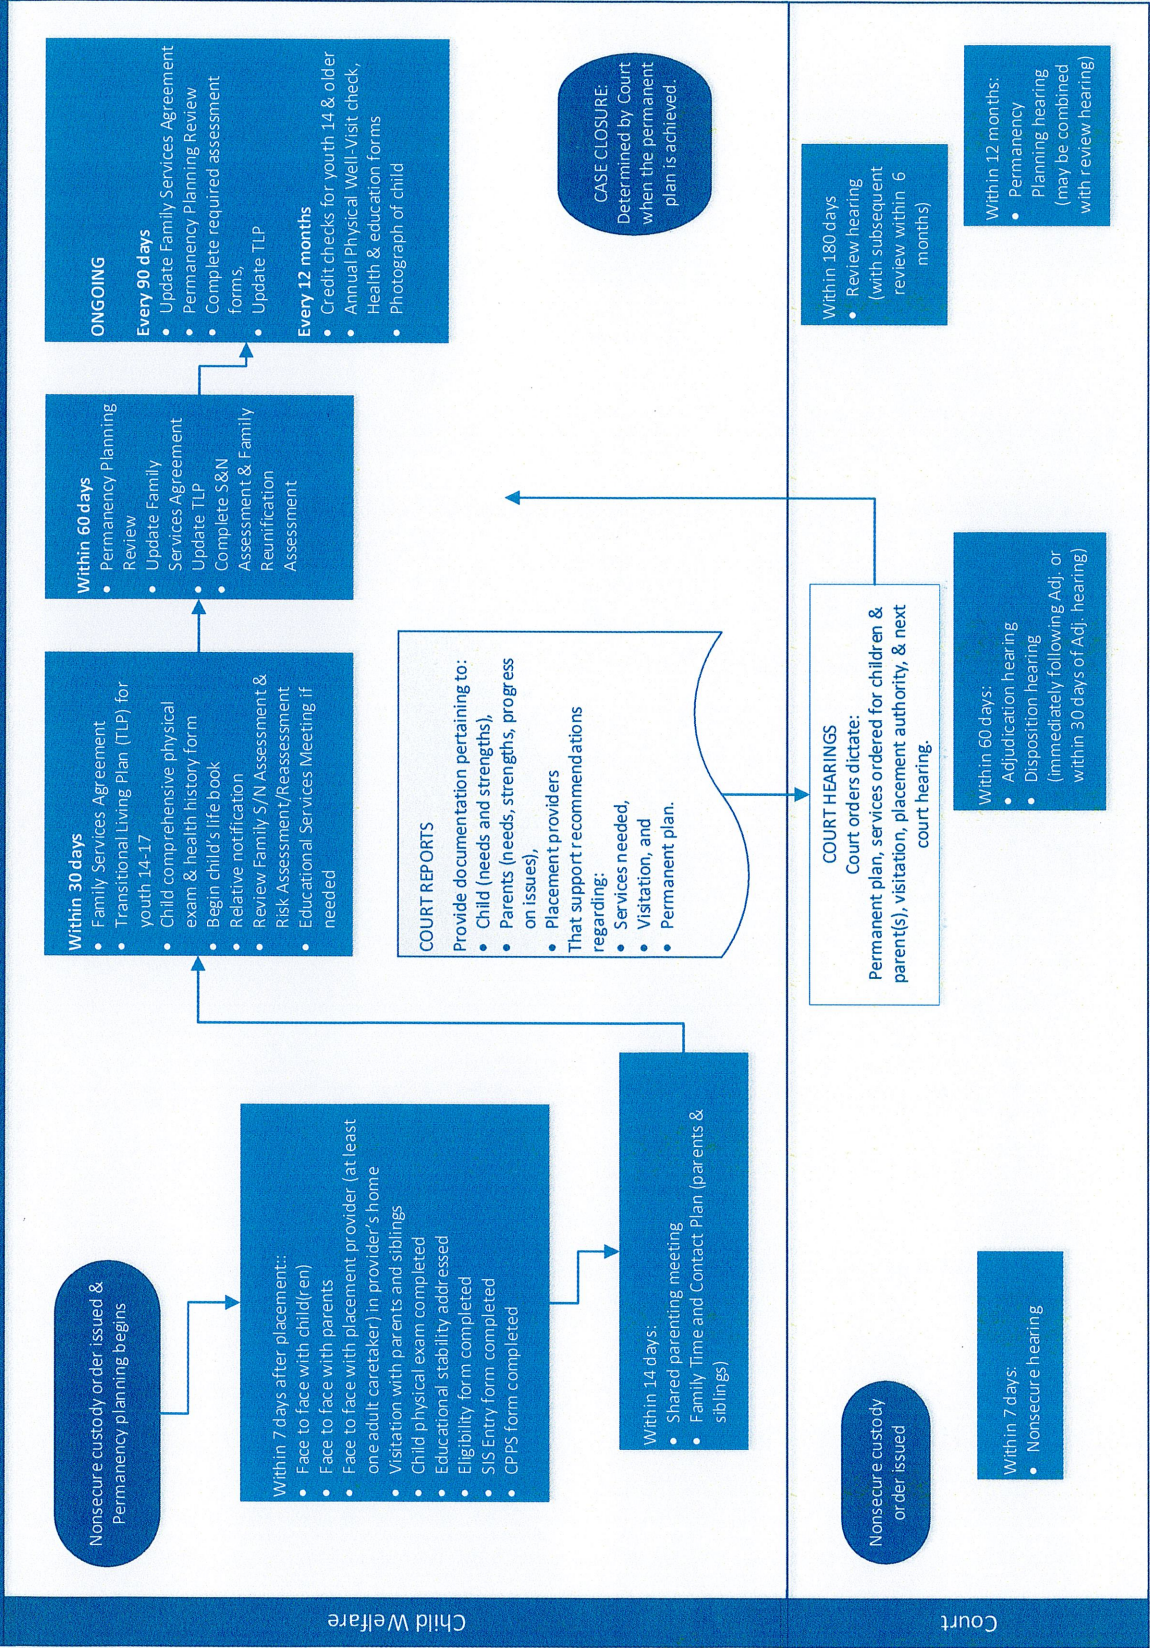 Child Welfare
Nonsecure custody order issued &
Permanency planning begins
Within 7 days after placement::
• Face to face with child(ren)
• Face to face with parents
• Face to face with placement provider (at least
one adult caretaker) in provider's home
• Visitation with parents and siblings
• Child physical exam completed
• Educational stability addressed
• Eligibility form completed
• SIS Entry form completed
• CPPS form completed
Within 14 days:
• Shared parenting meeting
• Family Time and Contact Plan (parents &
siblings)
Within 30 days
• Family Services Agreement
• Transitional Living Plan (TLP) for
youth 14-17
• Child comprehensive physical
exam & health history form
• Begin child's life book
• Relative notification
• Review Family S/N Assessment &
Risk Assessment/Reassessment
• Educational Services Meeting if
needed
Within 60 days
• Permanency Planning
Review
• Update Family
Services Agreement
• Update TLP
• Complete S&N
Assessment & Family
Reunification
Assessment
ONGOING
Every 90 days
• Update Family Services Agreement
• Permanency Planning Review
• Complete required assessment
forms,
• Update TLP
Every 12 months
• Credit checks for youth 14 & older
• Annual Physical Well-Visit check,
Health & education forms
• Photograph of child
COURT REPORTS
Provide documentation pertaining to:
• Child (needs and strengths),
• Parents (needs, strengths, progress
on issues),
• Placement providers
That support recommendations
regarding:
• Services needed,
• Visitation, and
• Permanent plan.
CASE CLOSURE:
Determined by Court
when the permanent
plan is achieved.
Court
Nonsecure custody
order issued
Within 7 days:
• Nonsecure hearing
COURT HEARINGS
Court orders dictate:
Permanent plan, services ordered for children &
parent(s), visitation, placement authority, & next
court hearing.
Within 60 days:
• Adjudication hearing
• Disposition hearing
(immediately following Adj. or
within 30 days of Adj. hearing)
Within 180 days
• Review hearing
(with subsequent
review within 6
months)
Within 12 months:
• Permanency
Planning hearing
(may be combined
with review hearing)